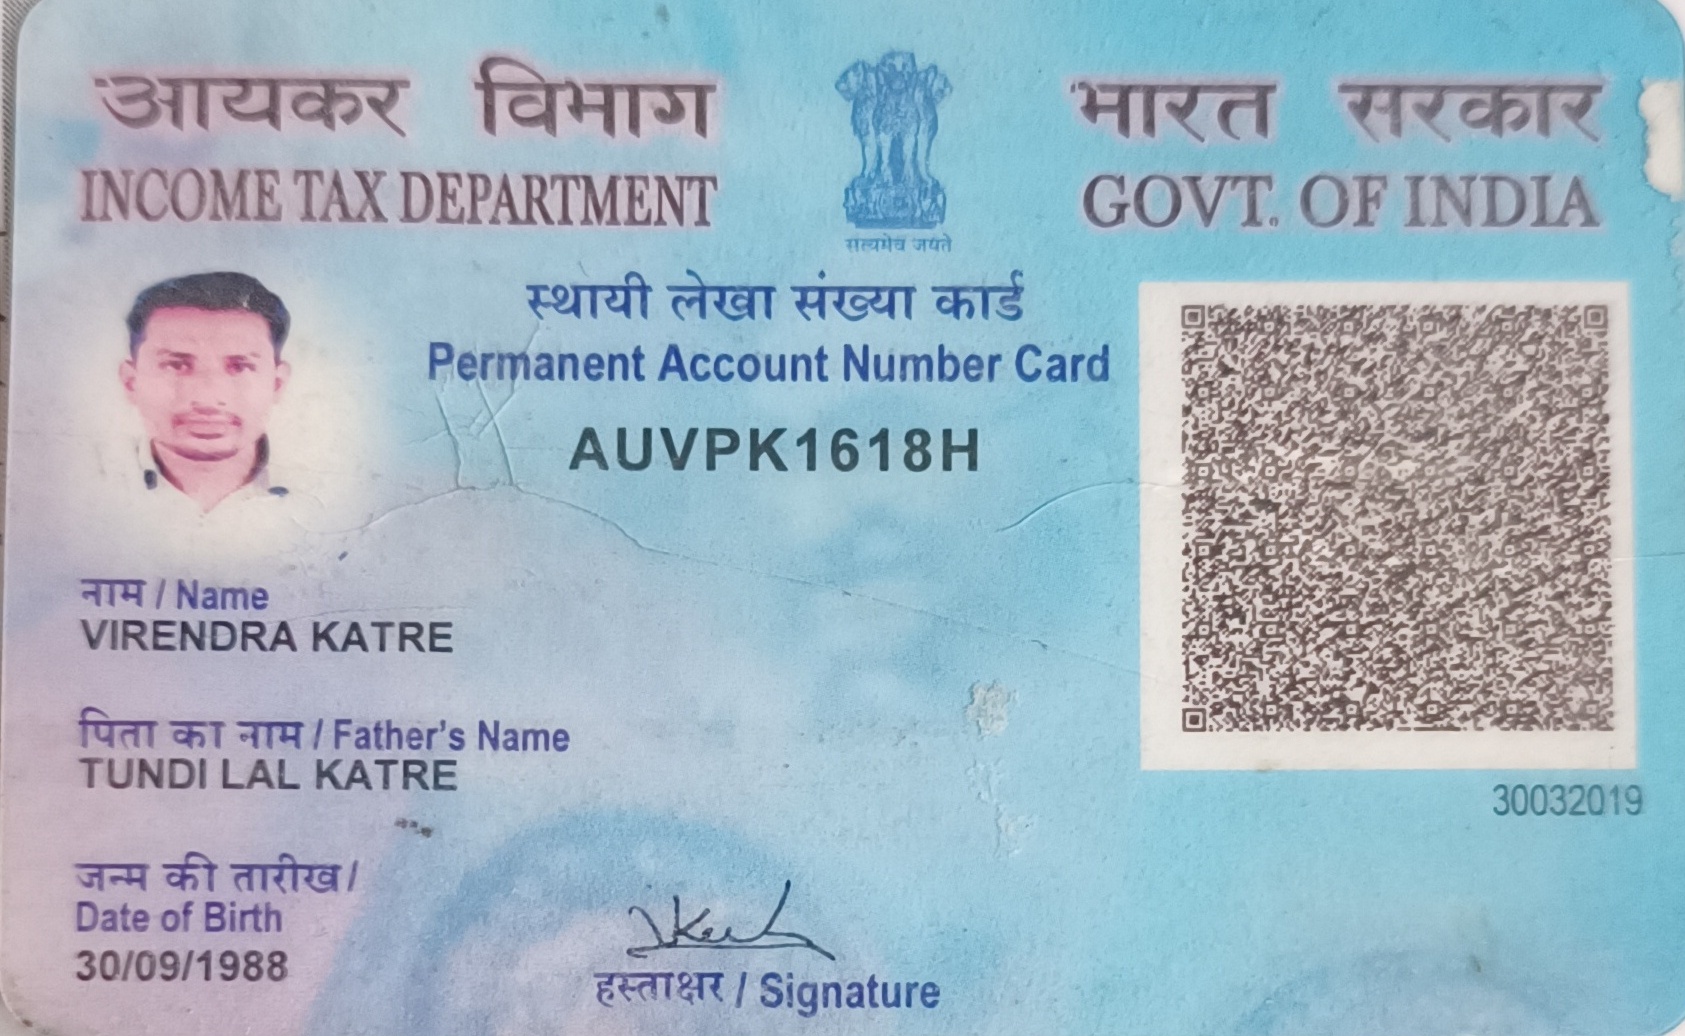 आयकर विभाग
INCOME TAX DEPARTMENT
सत्यमेव जयते
भारत सरकार
GOVT. OF INDIA
स्थायी लेखा संख्या कार्ड
Permanent Account Number Card
AUVPK1618H
नाम / Name
VIRENDRA KATRE
पिता का नाम / Father's Name
TUNDI LAL KATRE
30032019
जन्म की तारीख /
Date of Birth
30/09/1988
हस्ताक्षर / Signature